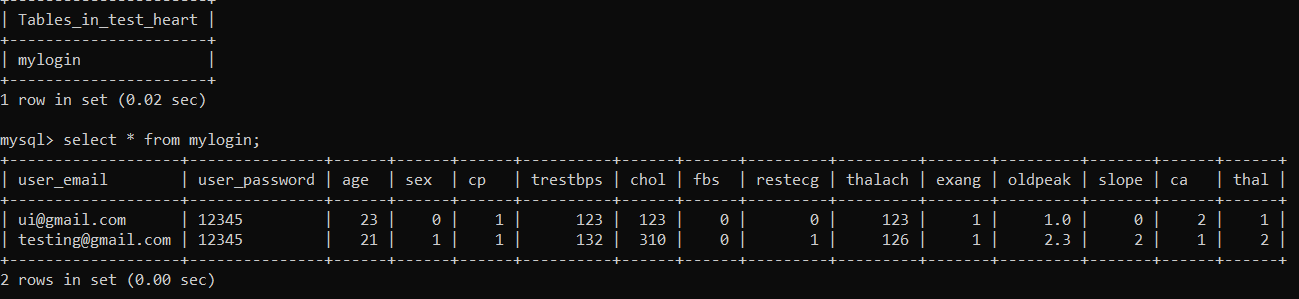 +----------------------+
| Tables_in_test_heart |
+----------------------+
| mylogin              |
+----------------------+
1 row in set (0.02 sec)

mysql> select * from mylogin;
+-------------------+---------------+------+------+------+----------+------+------+---------+---------+-------+---------+-------+------+------+
| user_email        | user_password | age  | sex  | cp   | trestbps | chol | fbs  | restecg | thalach | exang | oldpeak | slope | ca   | thal |
+-------------------+---------------+------+------+------+----------+------+------+---------+---------+-------+---------+-------+------+------+
| ui@gmail.com      | 12345         |   23 |    0 |    1 |      123 |  123 |    0 |       0 |     123 |     1 |     1.0 |     0 |    2 |    1 |
| testing@gmail.com | 12345         |   21 |    1 |    1 |      132 |  310 |    0 |       1 |     126 |     1 |     2.3 |     2 |    1 |    2 |
+-------------------+---------------+------+------+------+----------+------+------+---------+---------+-------+---------+-------+------+------+
2 rows in set (0.00 sec)